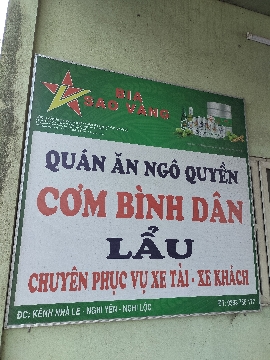 BIA
SAO VÀNG
QUÁN ĂN NGÔ QUYỀN
CƠM BÌNH DÂN
LẨU
CHUYÊN PHỤC VỤ XE TẢI - XE KHÁCH
ĐC: KÊNH NHÀ LÊ - NGHI YÊN - NGHI LỘC